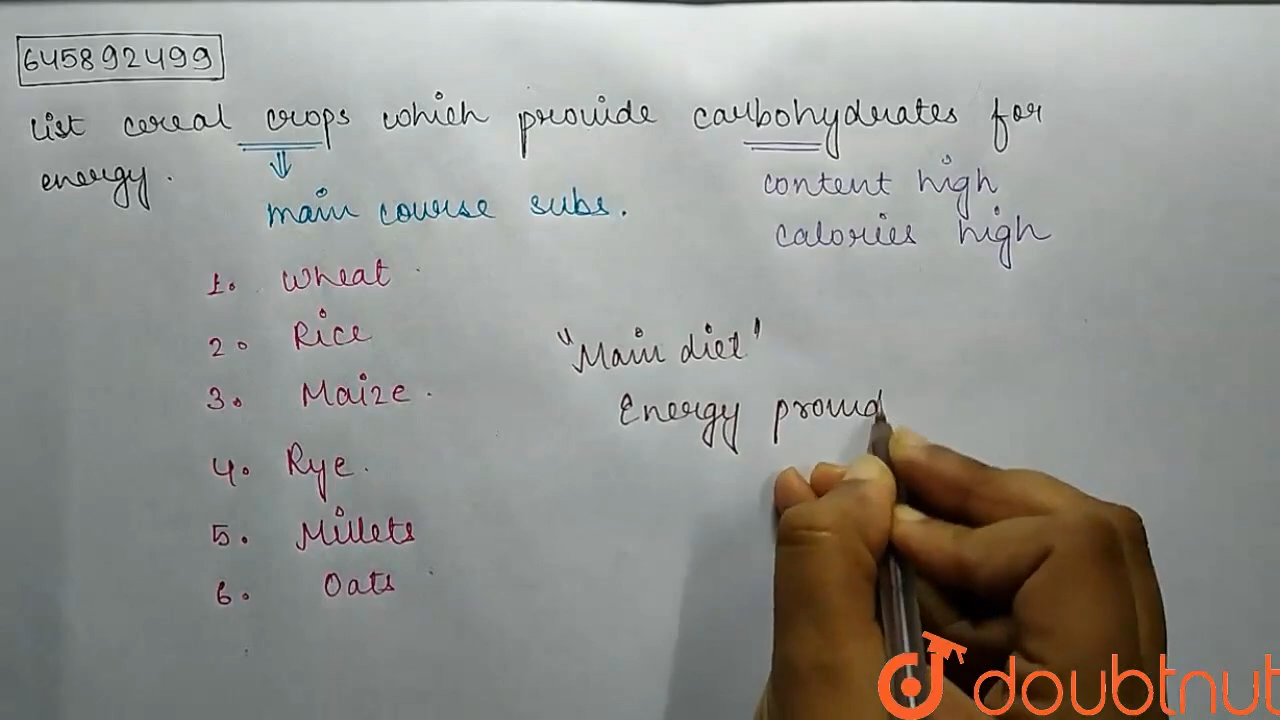 645892499
List cereal crops which provide carbohydrates for
energy.
⇓
main course subs.
content high
calories high
1. Wheat
2. Rice
3. Maize.
4. Rye.
5. Millets
6. Oats
"Main diet"
Energy provid
doubtnut